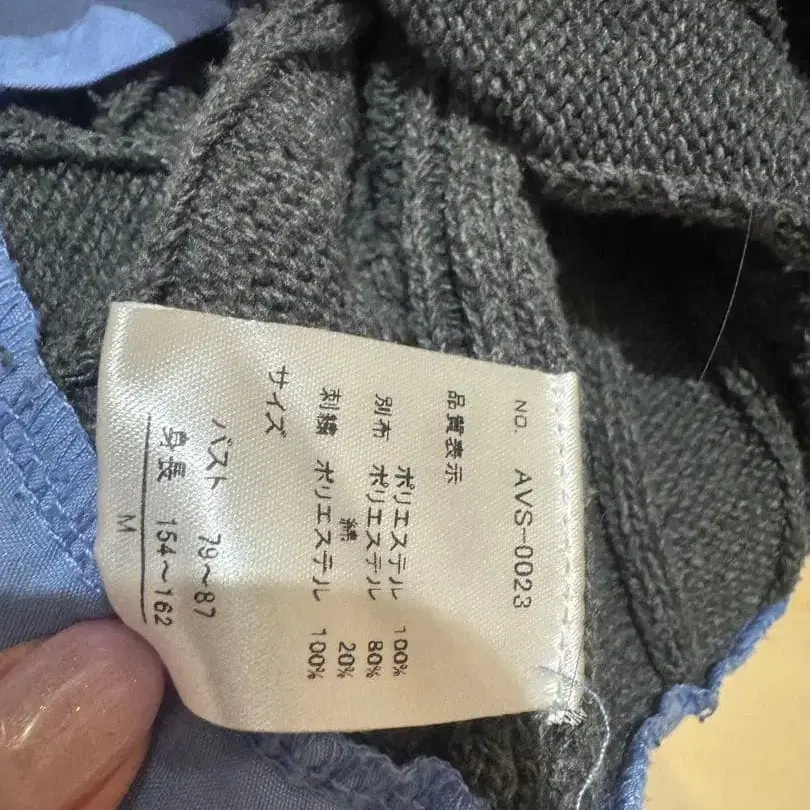 NO. AVS-0023
品質表示
ポリエステル 100%
別布 ポリエステル 80%
綿 20%
刺繍 ポリエステル 100%
サイズ
バスト 79～87
身長 154～162
M